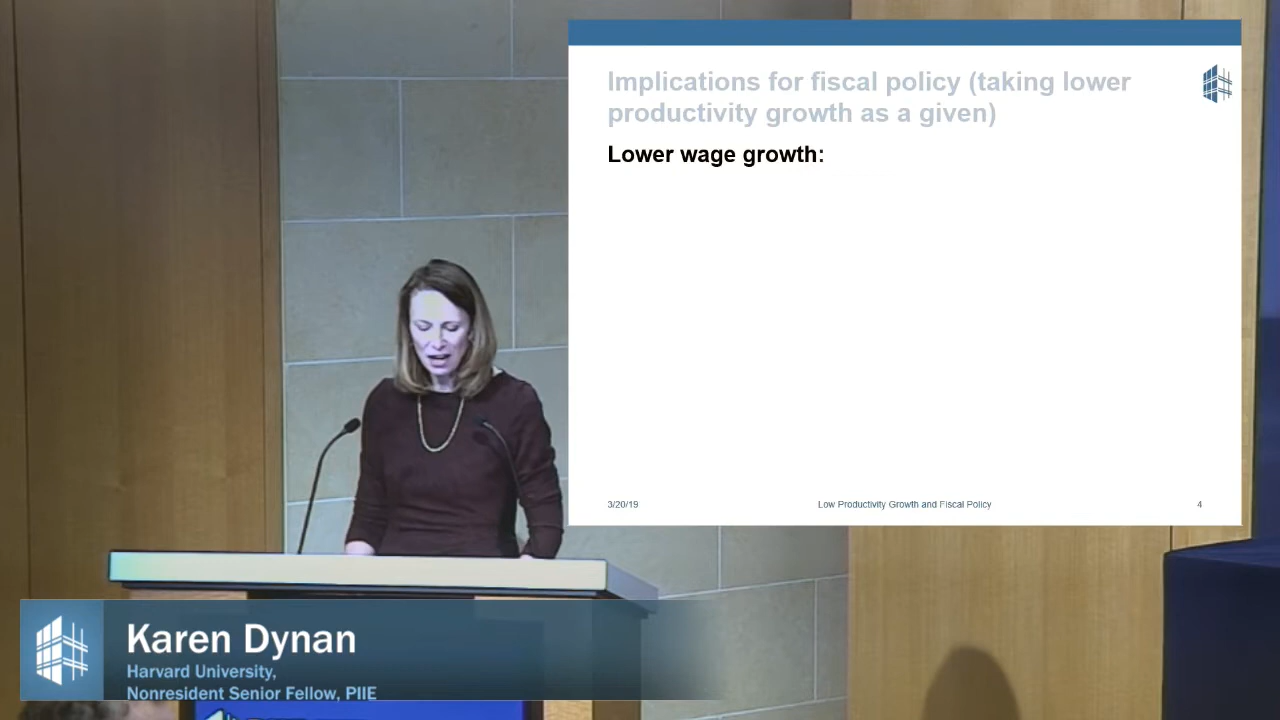 Implications for fiscal policy (taking lower
productivity growth as a given)
Lower wage growth:
3/20/19
Low Productivity Growth and Fiscal Policy
4
Karen Dynan
Harvard University,
Nonresident Senior Fellow, PIIE